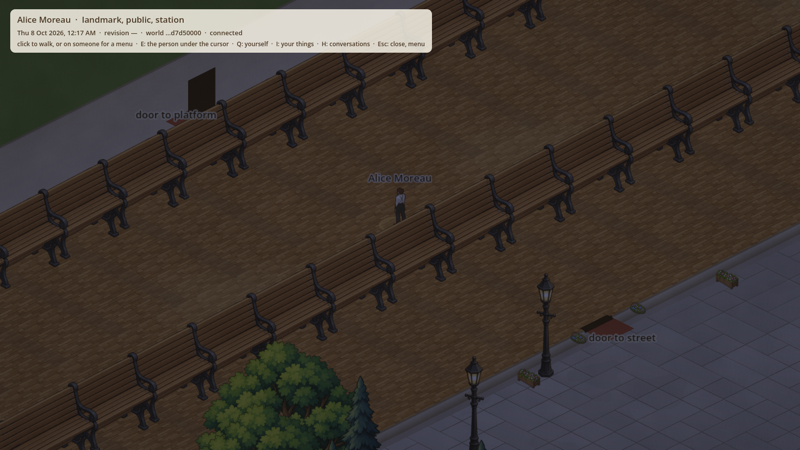 Alice Moreau · landmark, public, station
Thu 8 Oct 2026, 12:17 AM · revision — · world ...d7d50000 · connected
click to walk, or on someone for a menu · E: the person under the cursor · Q: yourself · I: your things · H: conversations · Esc: close, menu
door to platform
Alice Moreau
door to street